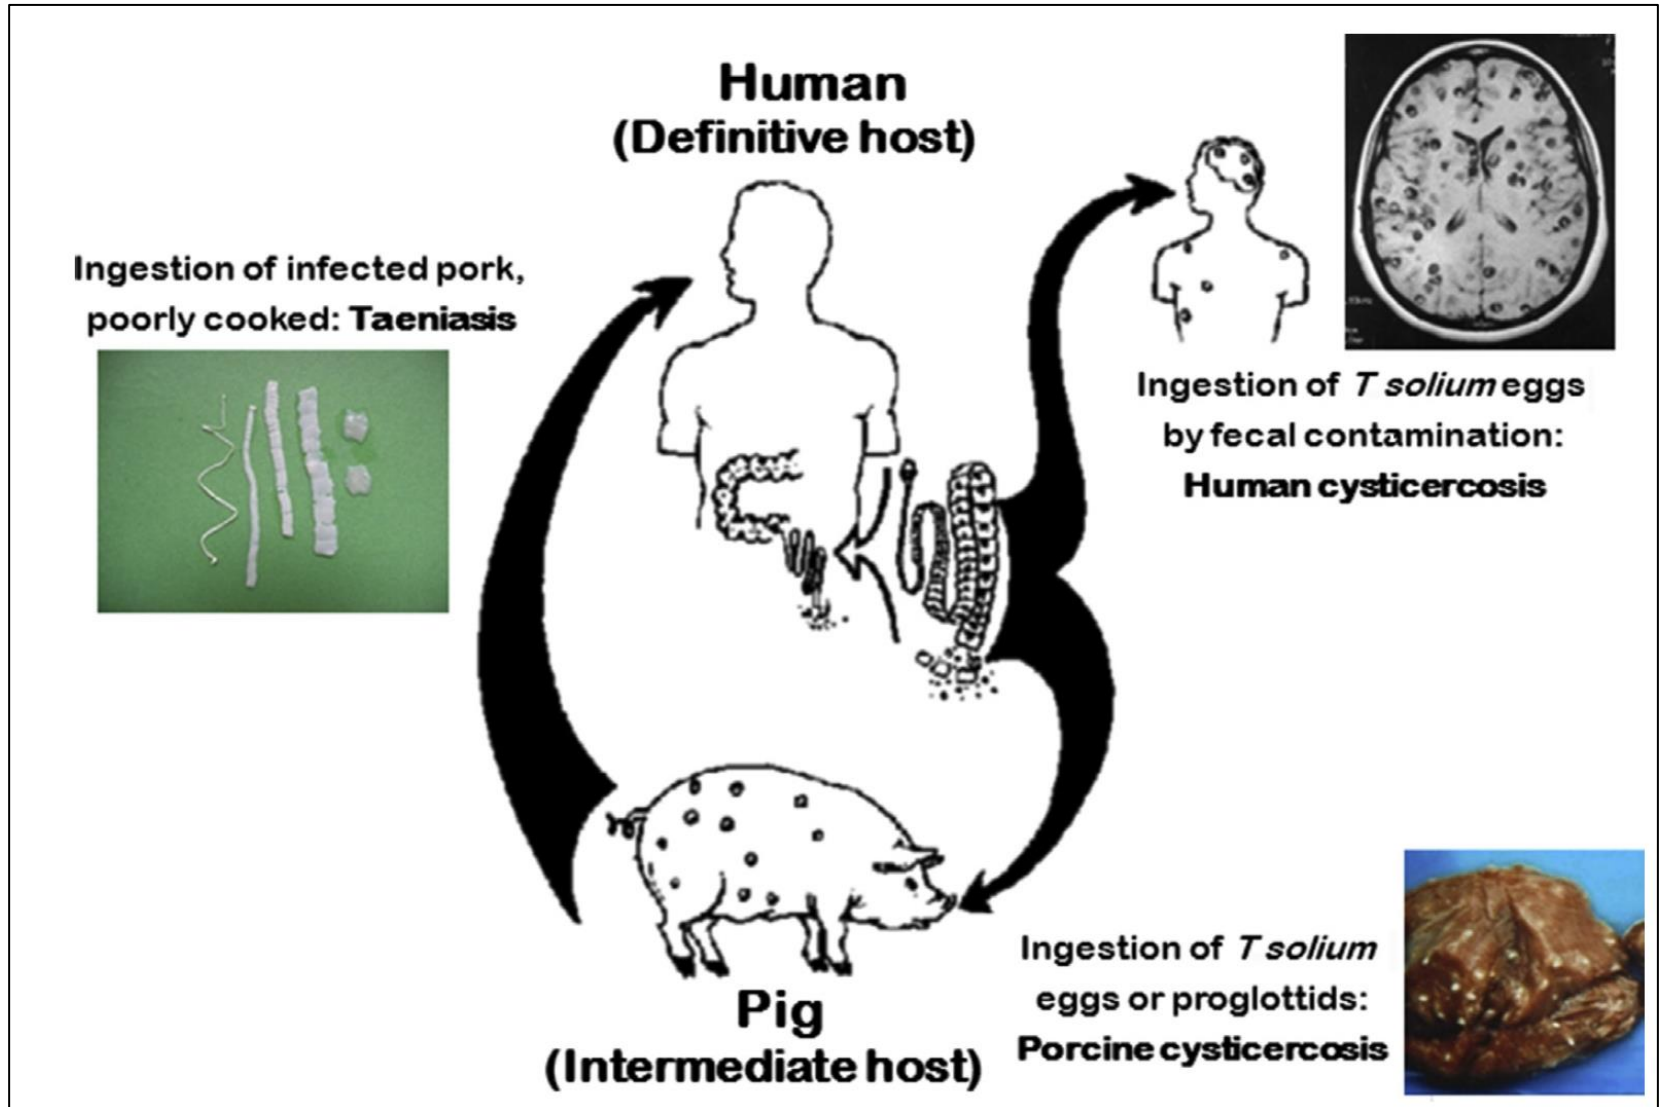 Human
(Definitive host)
Ingestion of infected pork,
poorly cooked: Taeniasis
Ingestion of T solium eggs
by fecal contamination:
Human cysticercosis
Ingestion of T solium
eggs or proglottids:
Porcine cysticercosis
Pig
(Intermediate host)